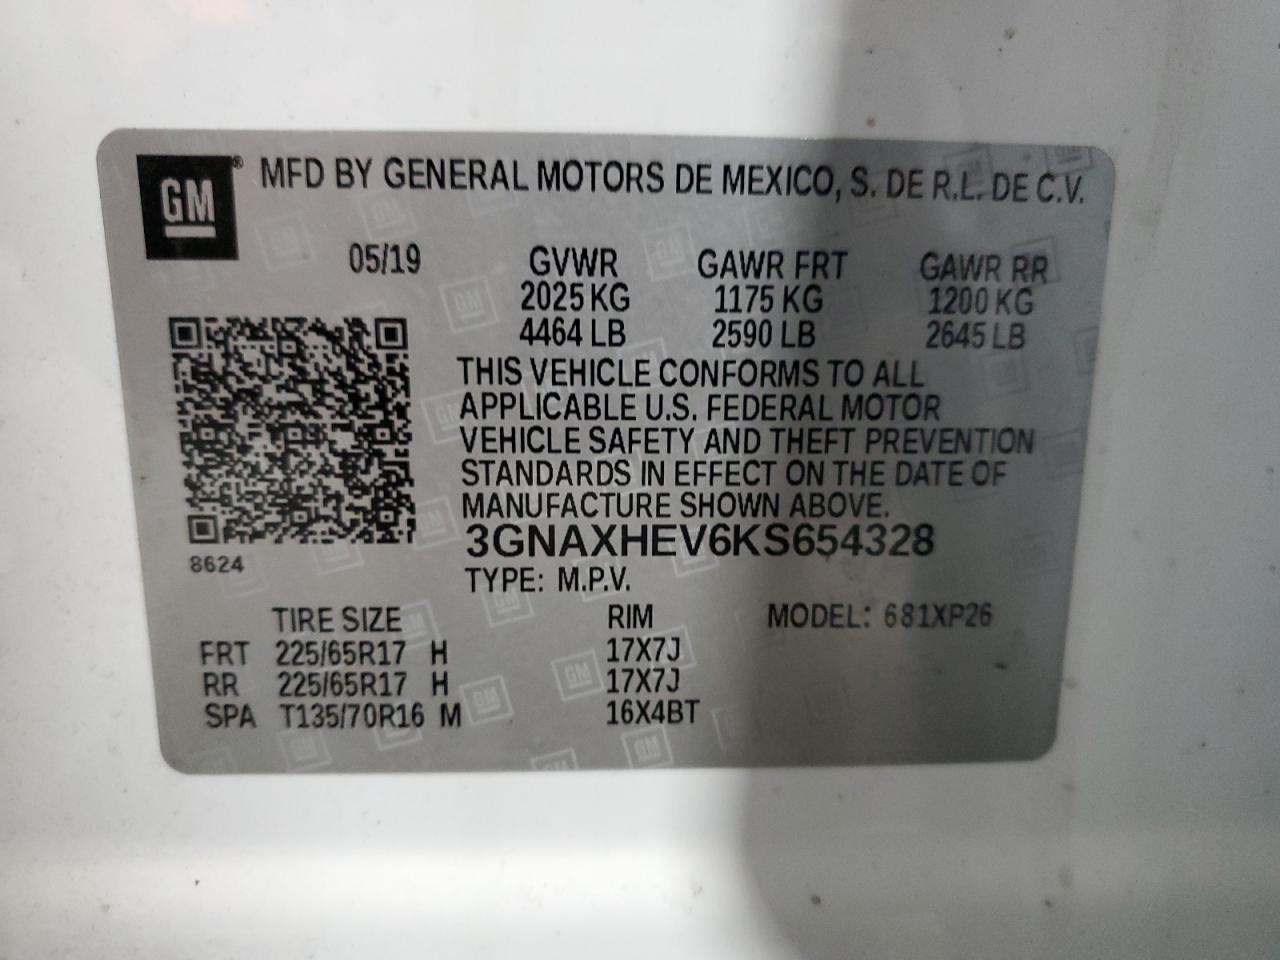 GM® MFD BY GENERAL MOTORS DE MEXICO, S. DE R.L. DE C.V.
05/19 GVWR GAWR FRT GAWR RR
2025 KG 1175 KG 1200 KG
4464 LB 2590 LB 2645 LB
THIS VEHICLE CONFORMS TO ALL
APPLICABLE U.S. FEDERAL MOTOR
VEHICLE SAFETY AND THEFT PREVENTION
STANDARDS IN EFFECT ON THE DATE OF
MANUFACTURE SHOWN ABOVE.
3GNAXHEV6KS654328
8624
TYPE: M.P.V.
TIRE SIZE RIM MODEL: 681XP26
FRT 225/65R17 H 17X7J
RR 225/65R17 H 17X7J
SPA T135/70R16 M 16X4BT